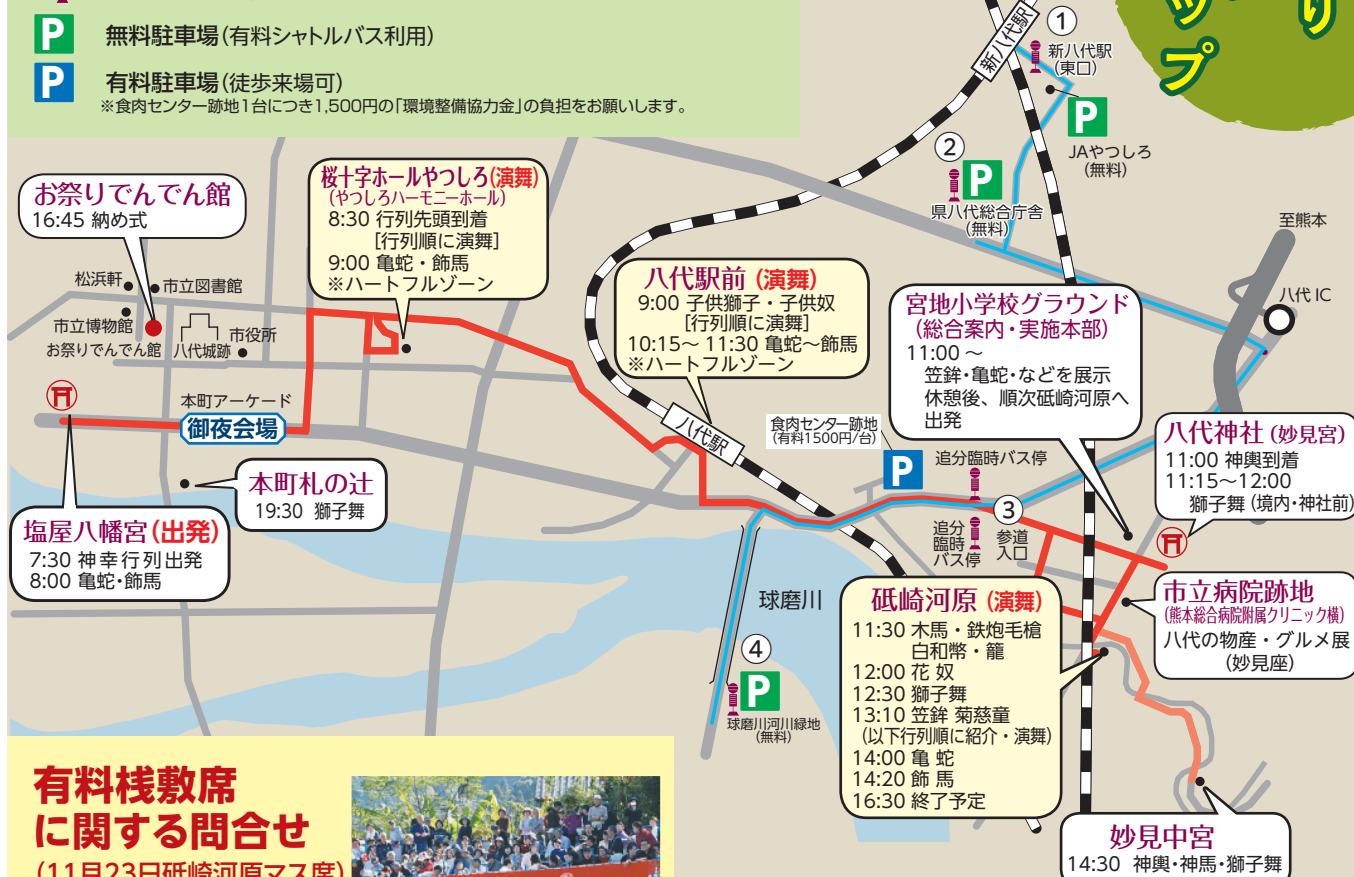 P 無料駐車場(有料シャトルバス利用)
P 有料駐車場(徒歩来場可)
※食肉センター跡地1台につき1,500円の「環境整備協力金」の負担をお願いします。
り
ップ
新八代駅
①
新八代駅
(東口)
P
JAやつしろ
(無料)
②
P
県八代総合庁舎
(無料)
至熊本
八代 IC
お祭りでんでん館
16:45 納め式
松浜軒
市立図書館
市立博物館
お祭りでんでん館
八代城跡
市役所
桜十字ホールやつしろ(演舞)
(やつしろハーモニーホール)
8:30 行列先頭到着
[行列順に演舞]
9:00 亀蛇・飾馬
※ハートフルゾーン
八代駅前 (演舞)
9:00 子供獅子・子供奴
[行列順に演舞]
10:15~ 11:30 亀蛇~飾馬
※ハートフルゾーン
宮地小学校グラウンド
(総合案内・実施本部)
11:00 ~
笠鉾・亀蛇・などを展示
休憩後、順次砥崎河原へ
出発
本町アーケード
御夜会場
八代駅
食肉センター跡地
(有料1500円/台)
P
追分臨時バス停
八代神社 (妙見宮)
11:00 神輿到着
11:15~12:00
獅子舞 (境内・神社前)
本町札の辻
19:30 獅子舞
塩屋八幡宮(出発)
7:30 神幸行列出発
8:00 亀蛇・飾馬
③
追分
臨時
バス停
参道
入口
球磨川
砥崎河原 (演舞)
11:30 木馬・鉄炮毛槍
白和幣・籠
12:00 花 奴
12:30 獅子舞
13:10 笠鉾 菊慈童
(以下行列順に紹介・演舞)
14:00 亀 蛇
14:20 飾 馬
16:30 終了予定
市立病院跡地
(熊本総合病院附属クリニック横)
八代の物産・グルメ展
(妙見座)
④
P
球磨川河川緑地
(無料)
妙見中宮
14:30 神輿・神馬・獅子舞
有料桟敷席
に関する問合せ
(11月23日砥崎河原マス席)